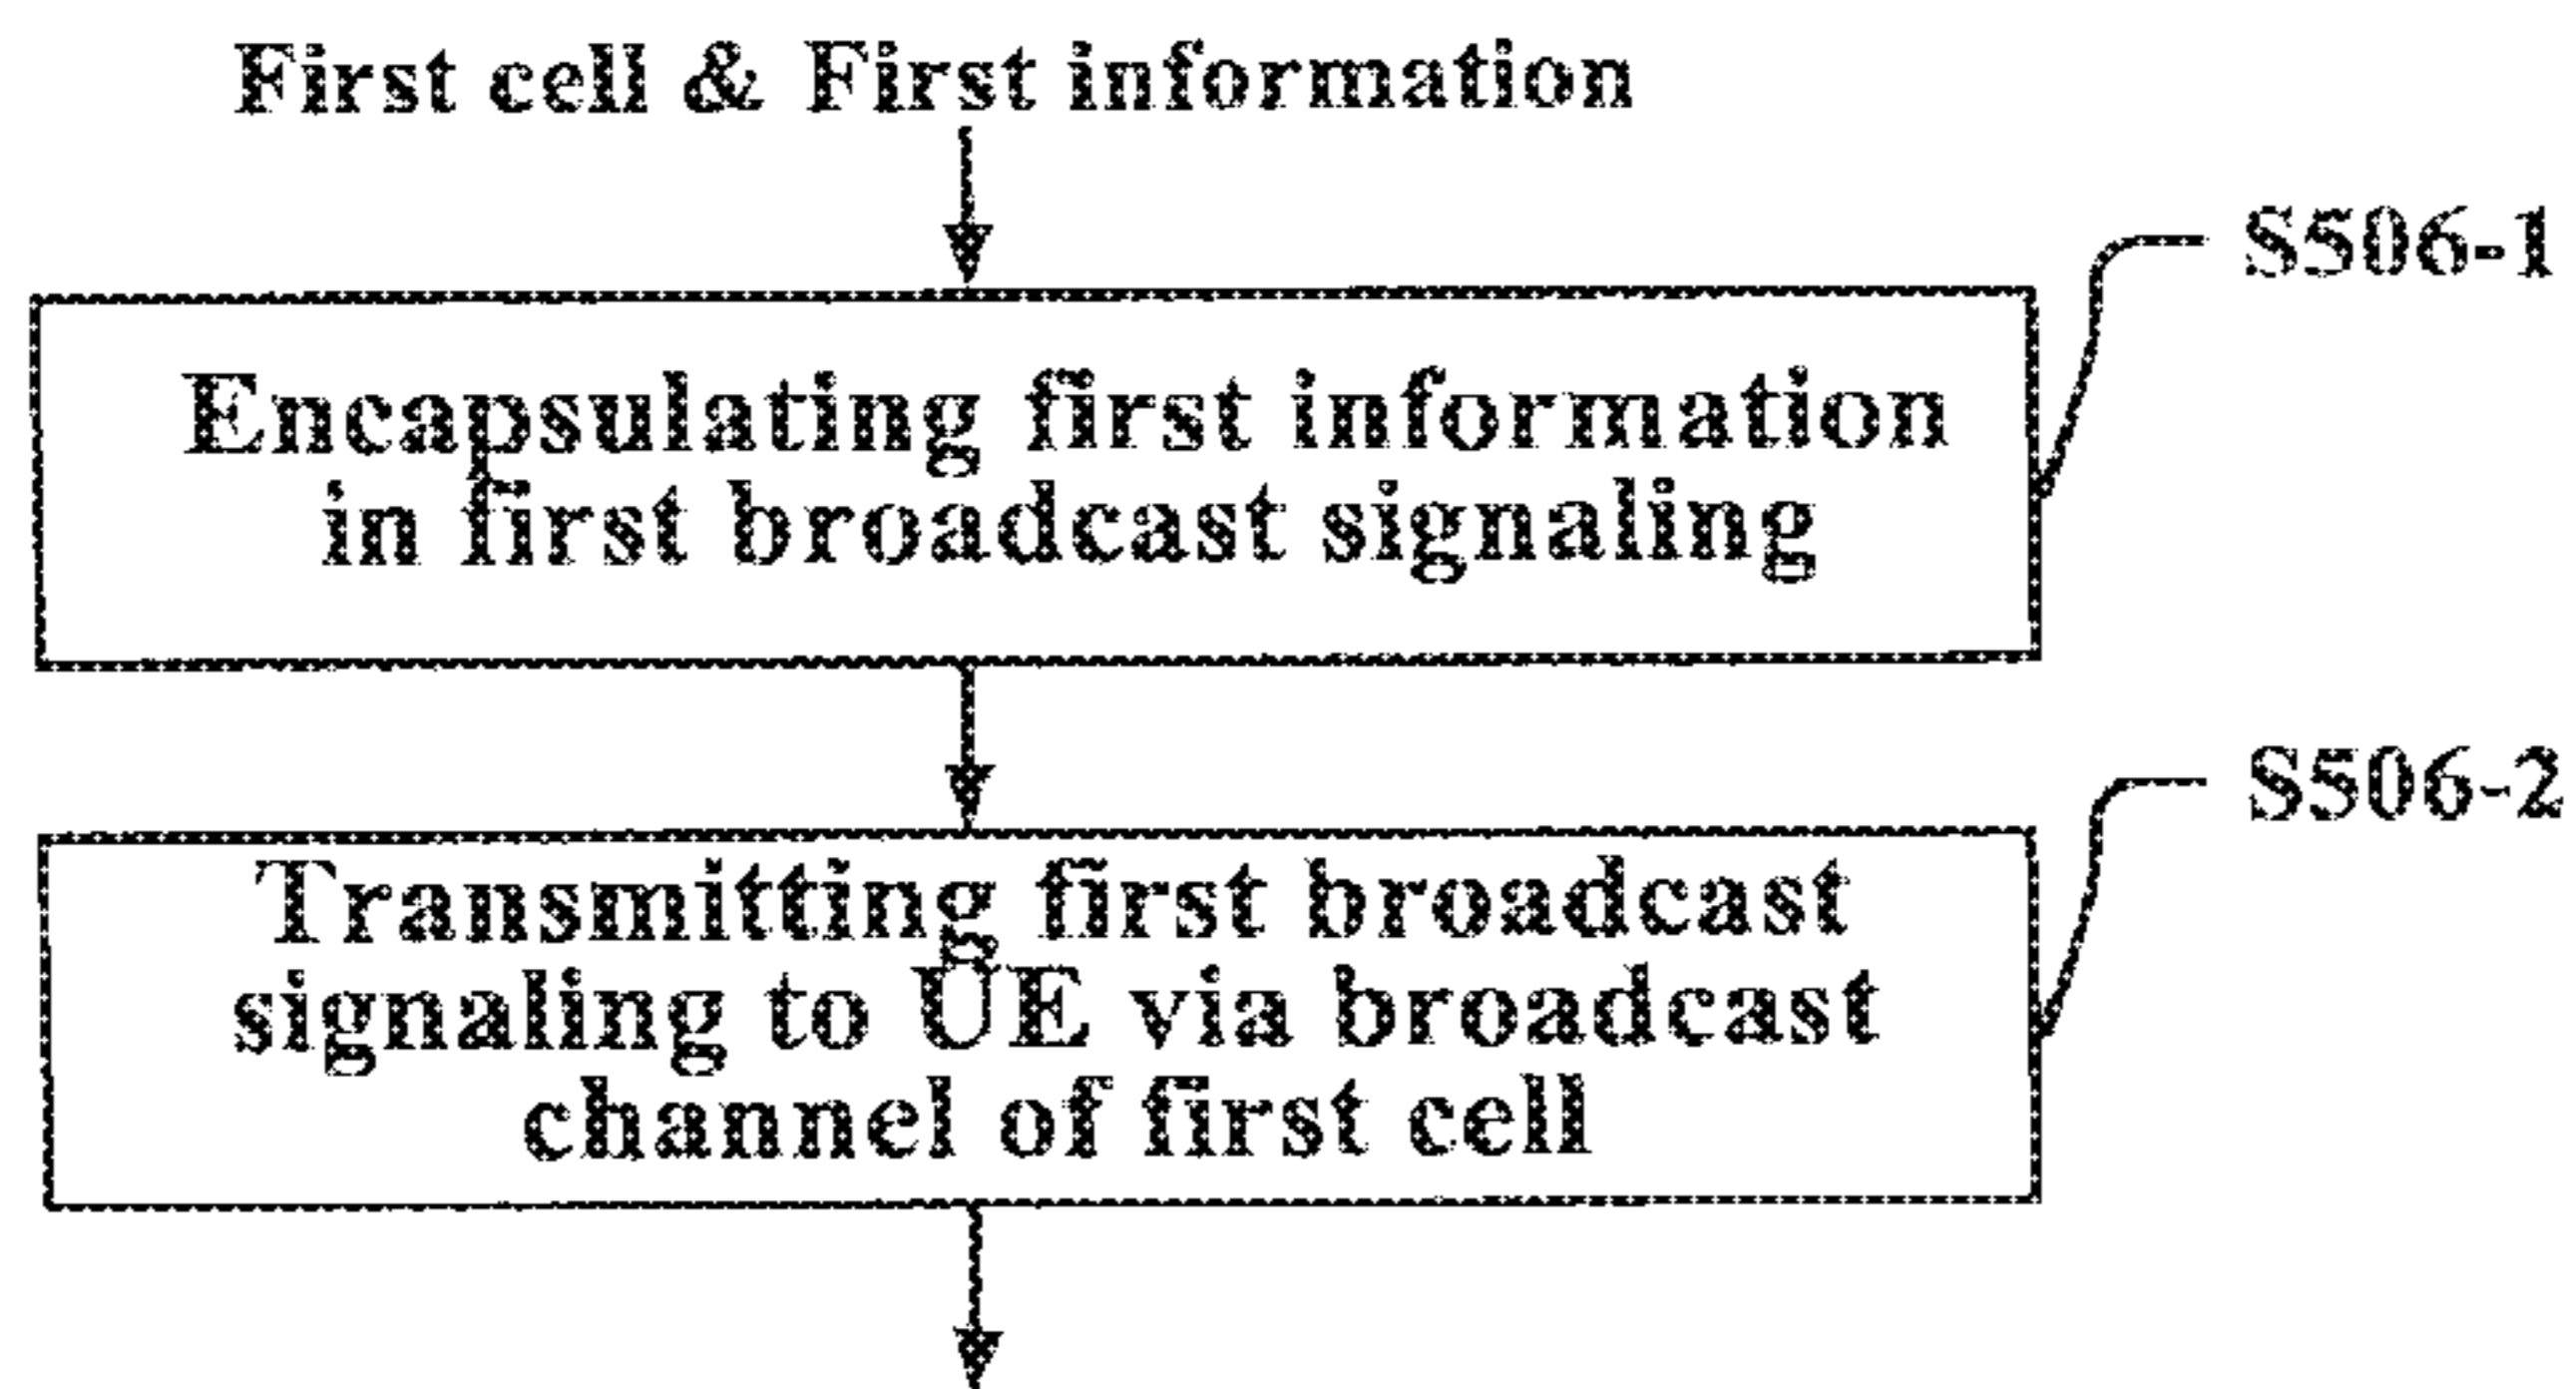 First cell & First information
S506-1
Encapsulating first information
in first broadcast signaling
S506-2
Transmitting first broadcast
signaling to UE via broadcast
channel of first cell